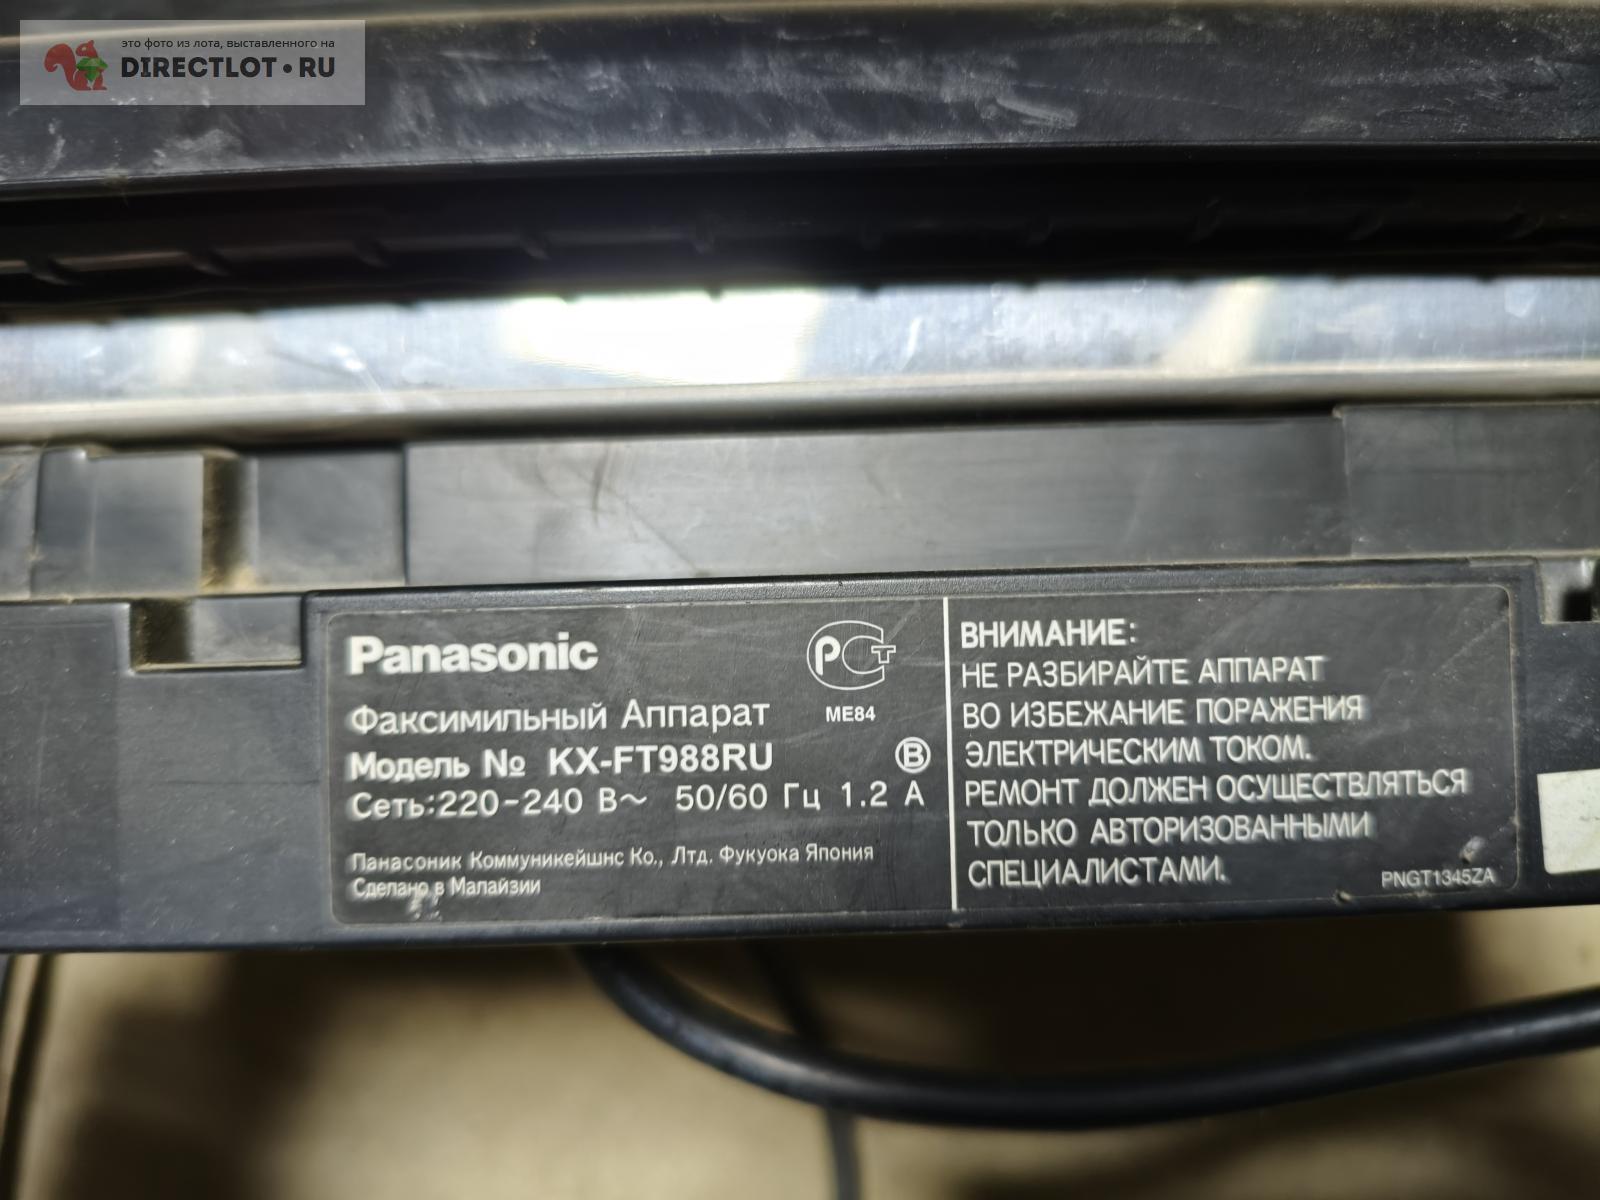 это фото из лота, выставленного на
DIRECTLOT•RU
Panasonic
РСТ
Факсимильный Аппарат
ME84
Модель № KX-FT988RU
B
Сеть:220-240 В~ 50/60 Гц 1.2 А
Панасоник Коммуникейшнс Ко., Лтд. Фукуока Япония
Сделано в Малайзии
ВНИМАНИЕ:
НЕ РАЗБИРАЙТЕ АППАРАТ
ВО ИЗБЕЖАНИЕ ПОРАЖЕНИЯ
ЭЛЕКТРИЧЕСКИМ ТОКОМ.
РЕМОНТ ДОЛЖЕН ОСУЩЕСТВЛЯТЬСЯ
ТОЛЬКО АВТОРИЗОВАННЫМИ
СПЕЦИАЛИСТАМИ.
PNGT1345ZA